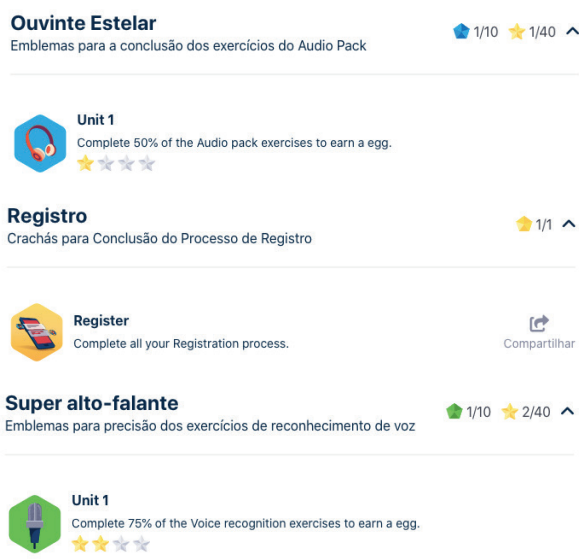 Ouvinte Estelar
1/10 1/40
Emblemas para a conclusão dos exercícios do Audio Pack
Unit 1
Complete 50% of the Audio pack exercises to earn a egg.
Registro
1/1
Crachás para Conclusão do Processo de Registro
Register
Complete all your Registration process.
Compartilhar
Super alto-falante
1/10 2/40
Emblemas para precisão dos exercícios de reconhecimento de voz
Unit 1
Complete 75% of the Voice recognition exercises to earn a egg.